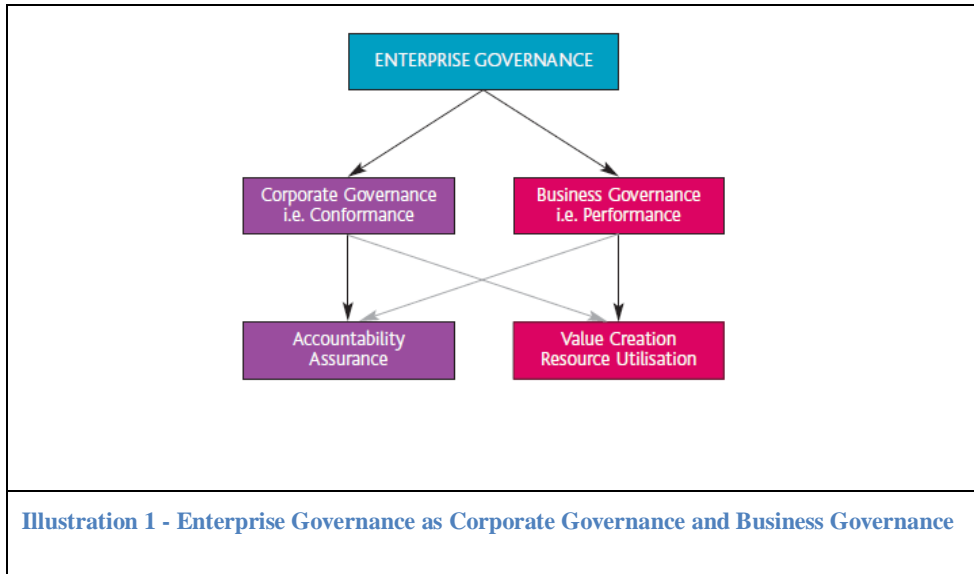 ENTERPRISE GOVERNANCE
Corporate Governance
i.e. Conformance
Business Governance
i.e. Performance
Accountability
Assurance
Value Creation
Resource Utilisation
Illustration 1 - Enterprise Governance as Corporate Governance and Business Governance